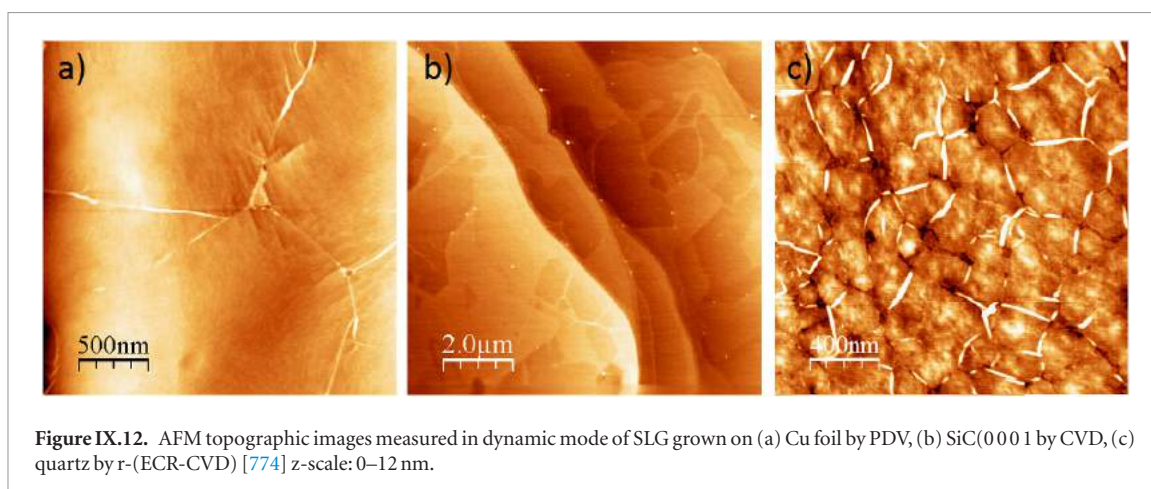 a)
b)
c)
500nm
2.0μm
400nm
Figure IX.12. AFM topographic images measured in dynamic mode of SLG grown on (a) Cu foil by PDV, (b) SiC(0 0 0 1 by CVD, (c)
quartz by r-(ECR-CVD) [774] z-scale: 0–12 nm.